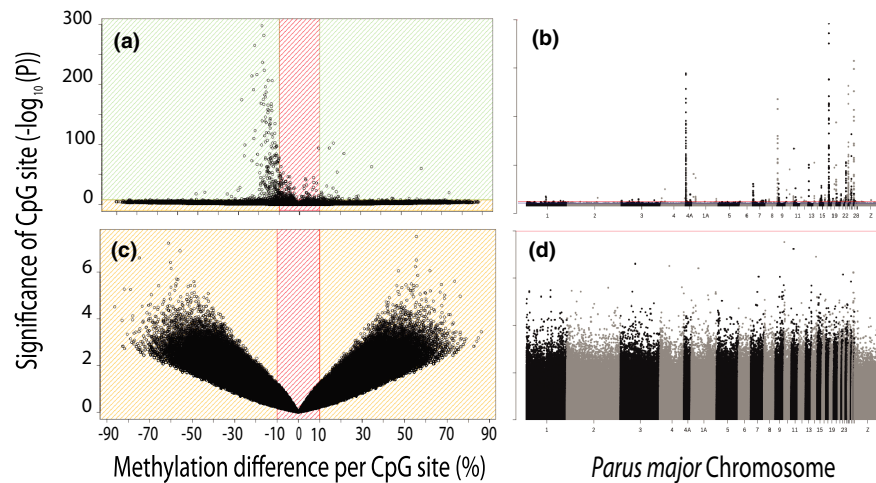 Significance of CpG site (-log10 (P))
(a)
300
200
100
0
(b)
1 2 3 4 4A 1A 5 6 7 8 9 11 13 15 19 22 28 Z
(c)
6
4
2
0
-90 -70 -50 -30 -10 0 10 30 50 70 90
Methylation difference per CpG site (%)
(d)
1 2 3 4 4A 1A 5 6 7 8 9 11 13 15 19 23 Z
Parus major Chromosome